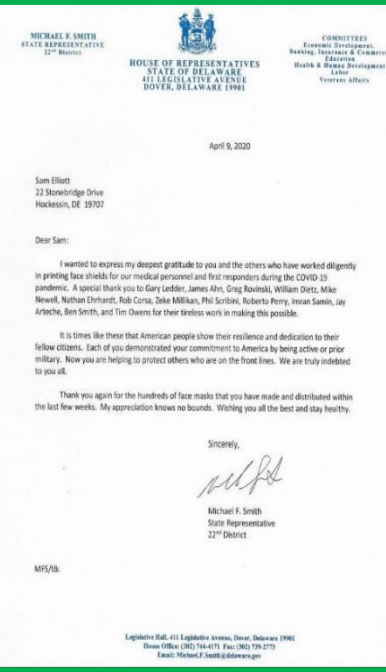 MICHAEL F. SMITH
STATE REPRESENTATIVE
22ⁿᵈ District
HOUSE OF REPRESENTATIVES
STATE OF DELAWARE
411 LEGISLATIVE AVENUE
DOVER, DELAWARE 19901
COMMITTEES
Economic Development,
Banking, Insurance & Commerce
Education
Health & Human Development
Labor
Veterans Affairs
April 9, 2020
Sam Elliott
22 Stonebridge Drive
Hockessin, DE 19707
Dear Sam:
I wanted to express my deepest gratitude to you and the others who have worked diligently
in printing face shields for our medical personnel and first responders during the COVID-19
pandemic. A special thank you to Gary Ledder, James Ahn, Greg Rovinski, William Dietz, Mike
Newell, Nathan Ehrhardt, Rob Corsa, Zeke Millikan, Phil Scribini, Roberto Perry, Imran Samin, Jay
Arteche, Ben Smith, and Tim Owens for their tireless work in making this possible.
It is times like these that American people show their resilience and dedication to their
fellow citizens. Each of you demonstrated your commitment to America by being active or prior
military. Now you are helping to protect others who are on the front lines. We are truly indebted
to you all.
Thank you again for the hundreds of face masks that you have made and distributed within
the last few weeks. My appreciation knows no bounds. Wishing you all the best and stay healthy.
Sincerely,
Michael F. Smith
State Representative
22ⁿᵈ District
MFS/tlk
Legislative Hall, 411 Legislative Avenue, Dover, Delaware 19901
House Office: (302) 744-4171 Fax: (302) 739-2773
Email: Michael.F.Smith@delaware.gov